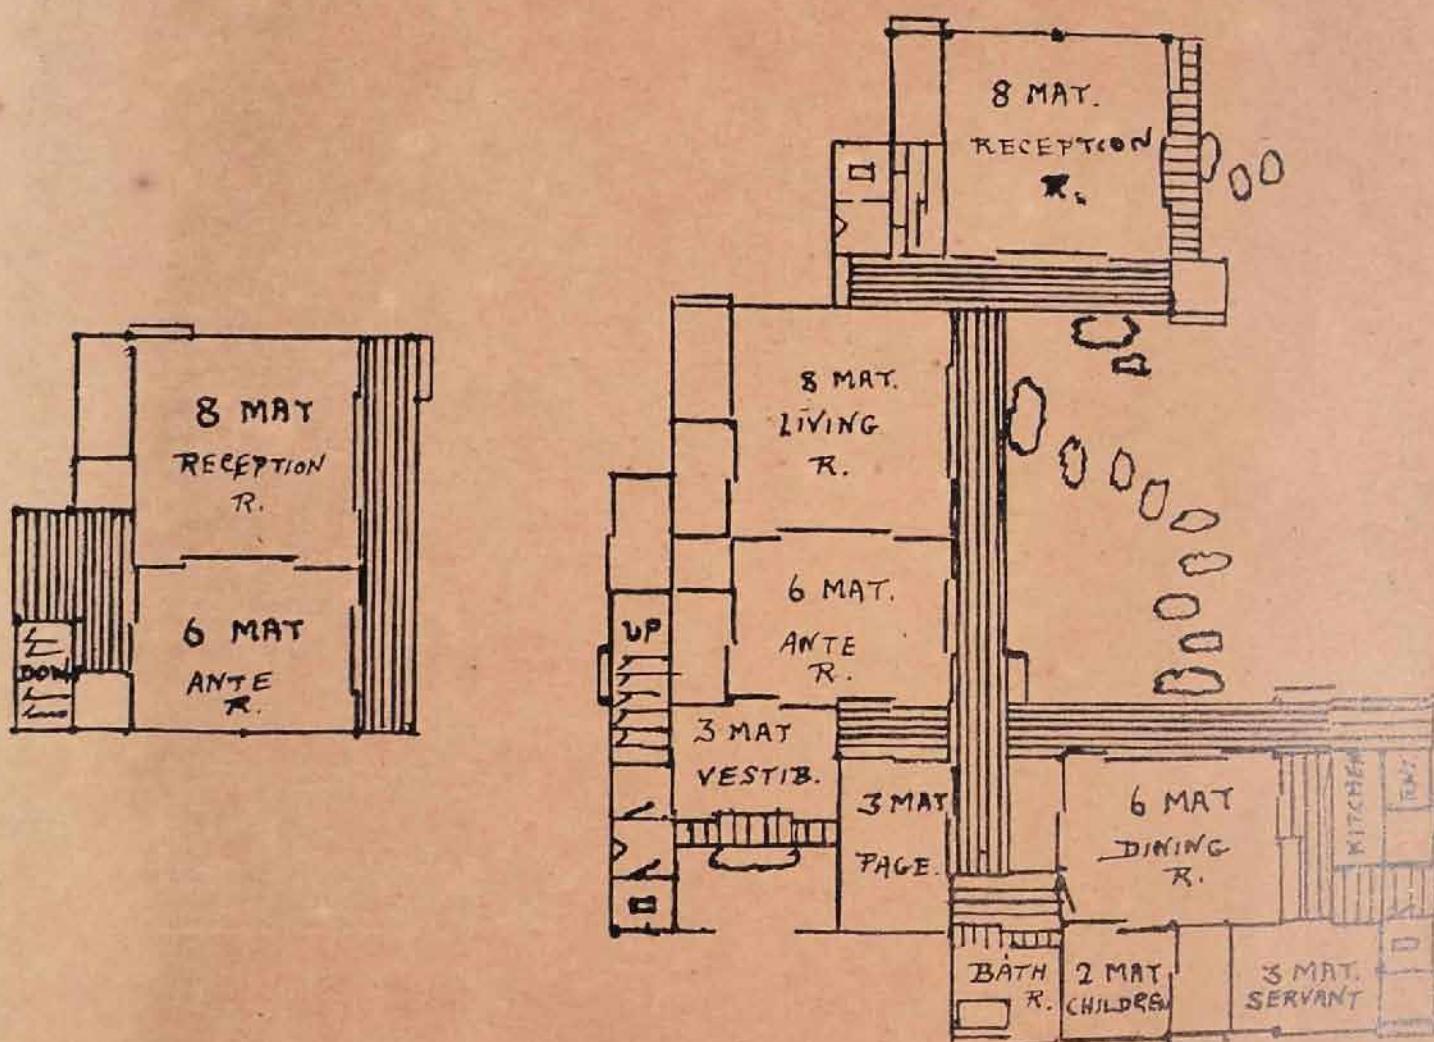 8 MAT
RECEPTION
R.
6 MAT
ANTE
R.
8 MAT.
RECEPTION
R.
8 MAT.
LIVING
R.
6 MAT.
ANTE
R.
UP
3 MAT
VESTIB.
3 MAT
PAGE.
6 MAT
DINING
R.
KITCHEN
BATH
R.
2 MAT
CHILDREN
3 MAT.
SERVANT